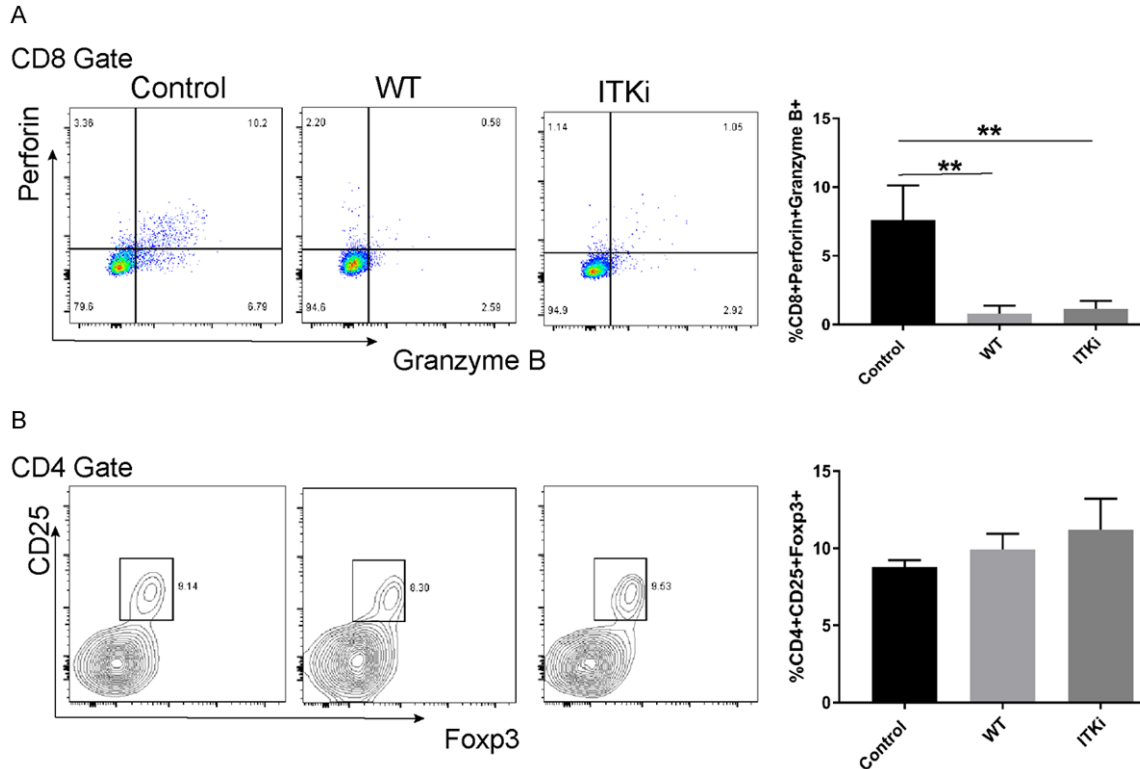 A
CD8 Gate
Control
WT
ITKi
Perforin
3.36
10.2
79.6
6.79
2.20
0.58
94.6
2.59
1.14
1.05
94.9
2.92
Granzyme B
%CD8+Perforin+Granzyme B+
15
10
5
0
**
**
Control
WT
ITKi
B
CD4 Gate
CD25
9.14
8.30
9.53
Foxp3
%CD4+CD25+Foxp3+
15
10
5
0
Control
WT
ITKi